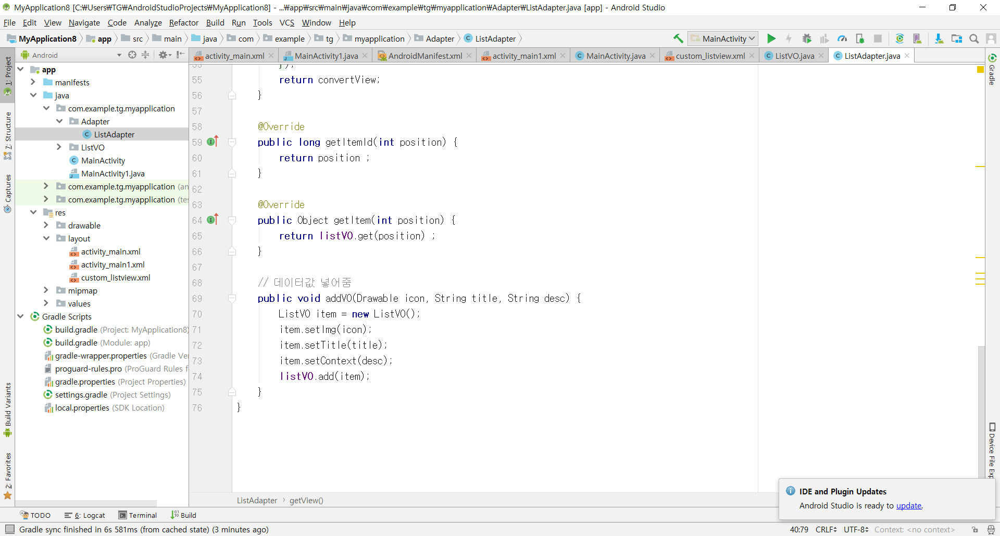 MyApplication8 [C:₩Users₩TG₩AndroidStudioProjects₩MyApplication8] - ...₩app₩src₩main₩java₩com₩example₩tg₩myapplication₩Adapter₩ListAdapter.java [app] - Android Studio
File Edit View Navigate Code Analyze Refactor Build Run Tools VCS Window Help
MyApplication8 app src main java com example tg myapplication Adapter ListAdapter MainActivity
Android activity_main.xml MainActivity1.java AndroidManifest.xml activity_main1.xml MainActivity.java custom_listview.xml ListVO.java ListAdapter.java
1: Project
7: Structure
Captures
Build Variants
2: Favorites
app
manifests
java
com.example.tg.myapplication
Adapter
ListAdapter
ListVO
MainActivity
MainActivity1.java
com.example.tg.myapplication (an
com.example.tg.myapplication (tes
res
drawable
layout
activity_main.xml
activity_main1.xml
custom_listview.xml
mipmap
values
Gradle Scripts
build.gradle (Project: MyApplication8)
build.gradle (Module: app)
gradle-wrapper.properties (Gradle Ver
proguard-rules.pro (ProGuard Rules f
gradle.properties (Project Properties)
settings.gradle (Project Settings)
local.properties (SDK Location)
});
55 return convertView;
56 }
57
58 @Override
59 public long getItemId(int position) {
60 return position ;
61 }
62
63 @Override
64 public Object getItem(int position) {
65 return listVO.get(position) ;
66 }
67
68 // 데이터값 넣어줌
69 public void addVO(Drawable icon, String title, String desc) {
70 ListVO item = new ListVO();
71 item.setImg(icon);
72 item.setTitle(title);
73 item.setContext(desc);
74 listVO.add(item);
75 }
76 }
Gradle
Device File Exp
ListAdapter › getView()
IDE and Plugin Updates
Android Studio is ready to update.
TODO 6: Logcat Terminal Build
Gradle sync finished in 6s 581ms (from cached state) (3 minutes ago) 40:79 CRLF UTF-8 Context: <no context>